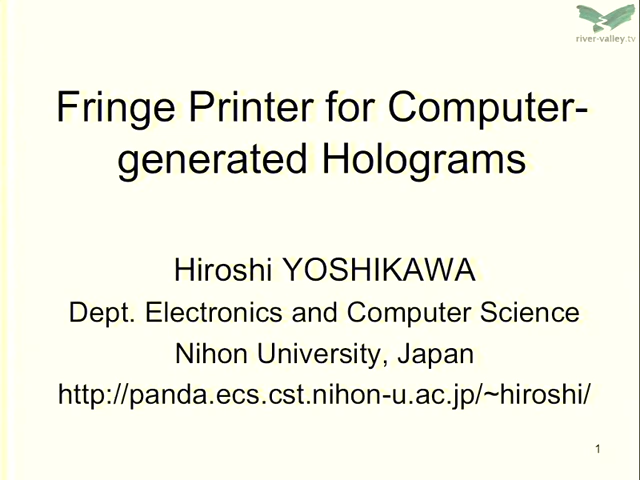 river-valley.tv
Fringe Printer for Computer-
generated Holograms
Hiroshi YOSHIKAWA
Dept. Electronics and Computer Science
Nihon University, Japan
http://panda.ecs.cst.nihon-u.ac.jp/~hiroshi/
1